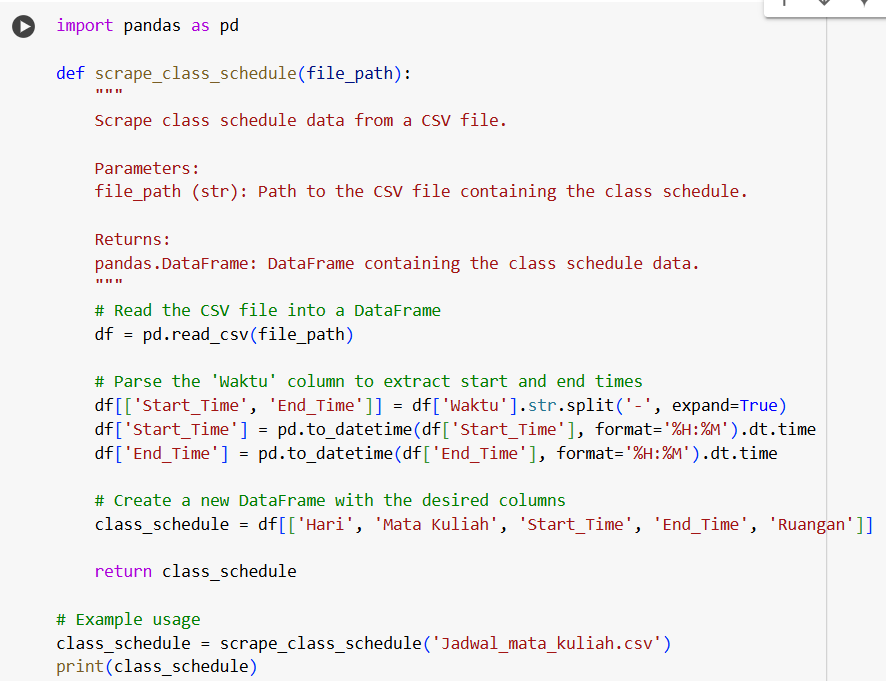 import pandas as pd
def scrape_class_schedule(file_path):
    """
    Scrape class schedule data from a CSV file.
    Parameters:
    file_path (str): Path to the CSV file containing the class schedule.
    Returns:
    pandas.DataFrame: DataFrame containing the class schedule data.
    """
    # Read the CSV file into a DataFrame
    df = pd.read_csv(file_path)
    # Parse the 'Waktu' column to extract start and end times
    df[['Start_Time', 'End_Time']] = df['Waktu'].str.split('-', expand=True)
    df['Start_Time'] = pd.to_datetime(df['Start_Time'], format='%H:%M').dt.time
    df['End_Time'] = pd.to_datetime(df['End_Time'], format='%H:%M').dt.time
    # Create a new DataFrame with the desired columns
    class_schedule = df[['Hari', 'Mata Kuliah', 'Start_Time', 'End_Time', 'Ruangan']]
    return class_schedule
# Example usage
class_schedule = scrape_class_schedule('Jadwal_mata_kuliah.csv')
print(class_schedule)